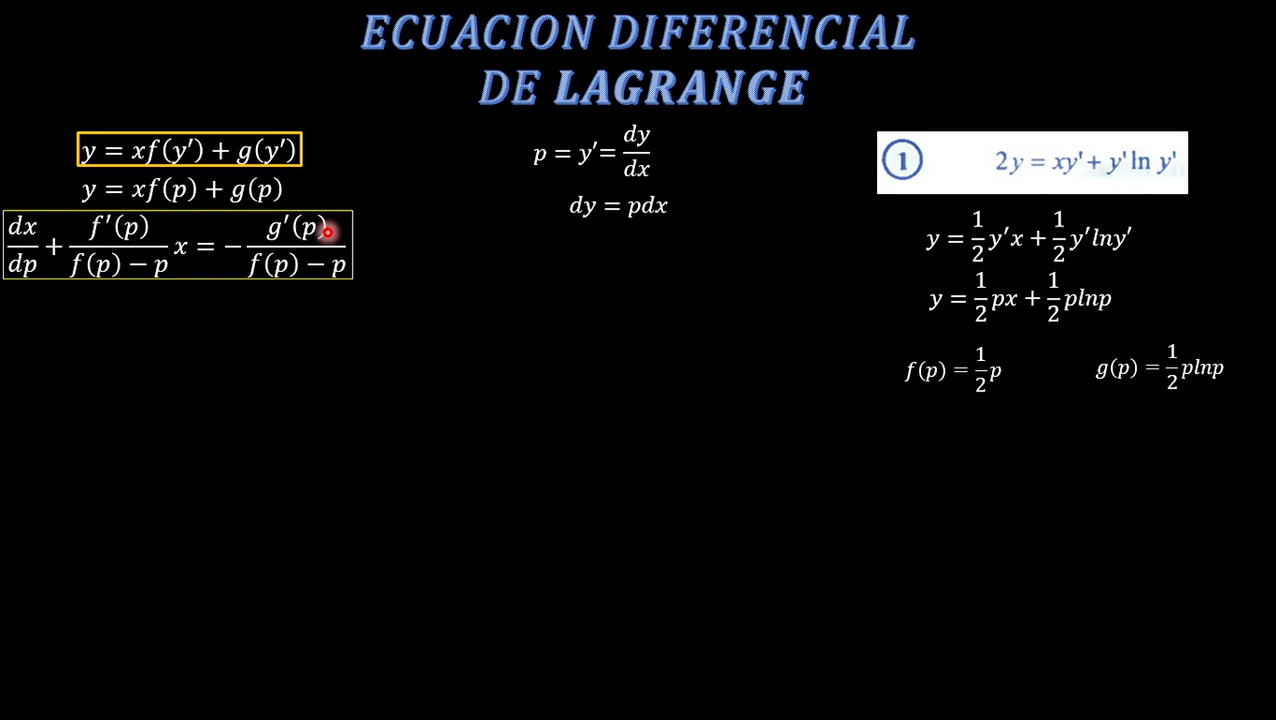 ECUACION DIFERENCIAL
DE LAGRANGE
y = xf(y′) + g(y′)
y = xf(p) + g(p)
dx/dp + f′(p)/(f(p) − p) x = − g′(p)/(f(p) − p)
p = y′= dy/dx
dy = pdx
1 2y = xy' + y' ln y'
y = 1/2 y′x + 1/2 y′lny′
y = 1/2 px + 1/2 plnp
f(p) = 1/2 p
g(p) = 1/2 plnp